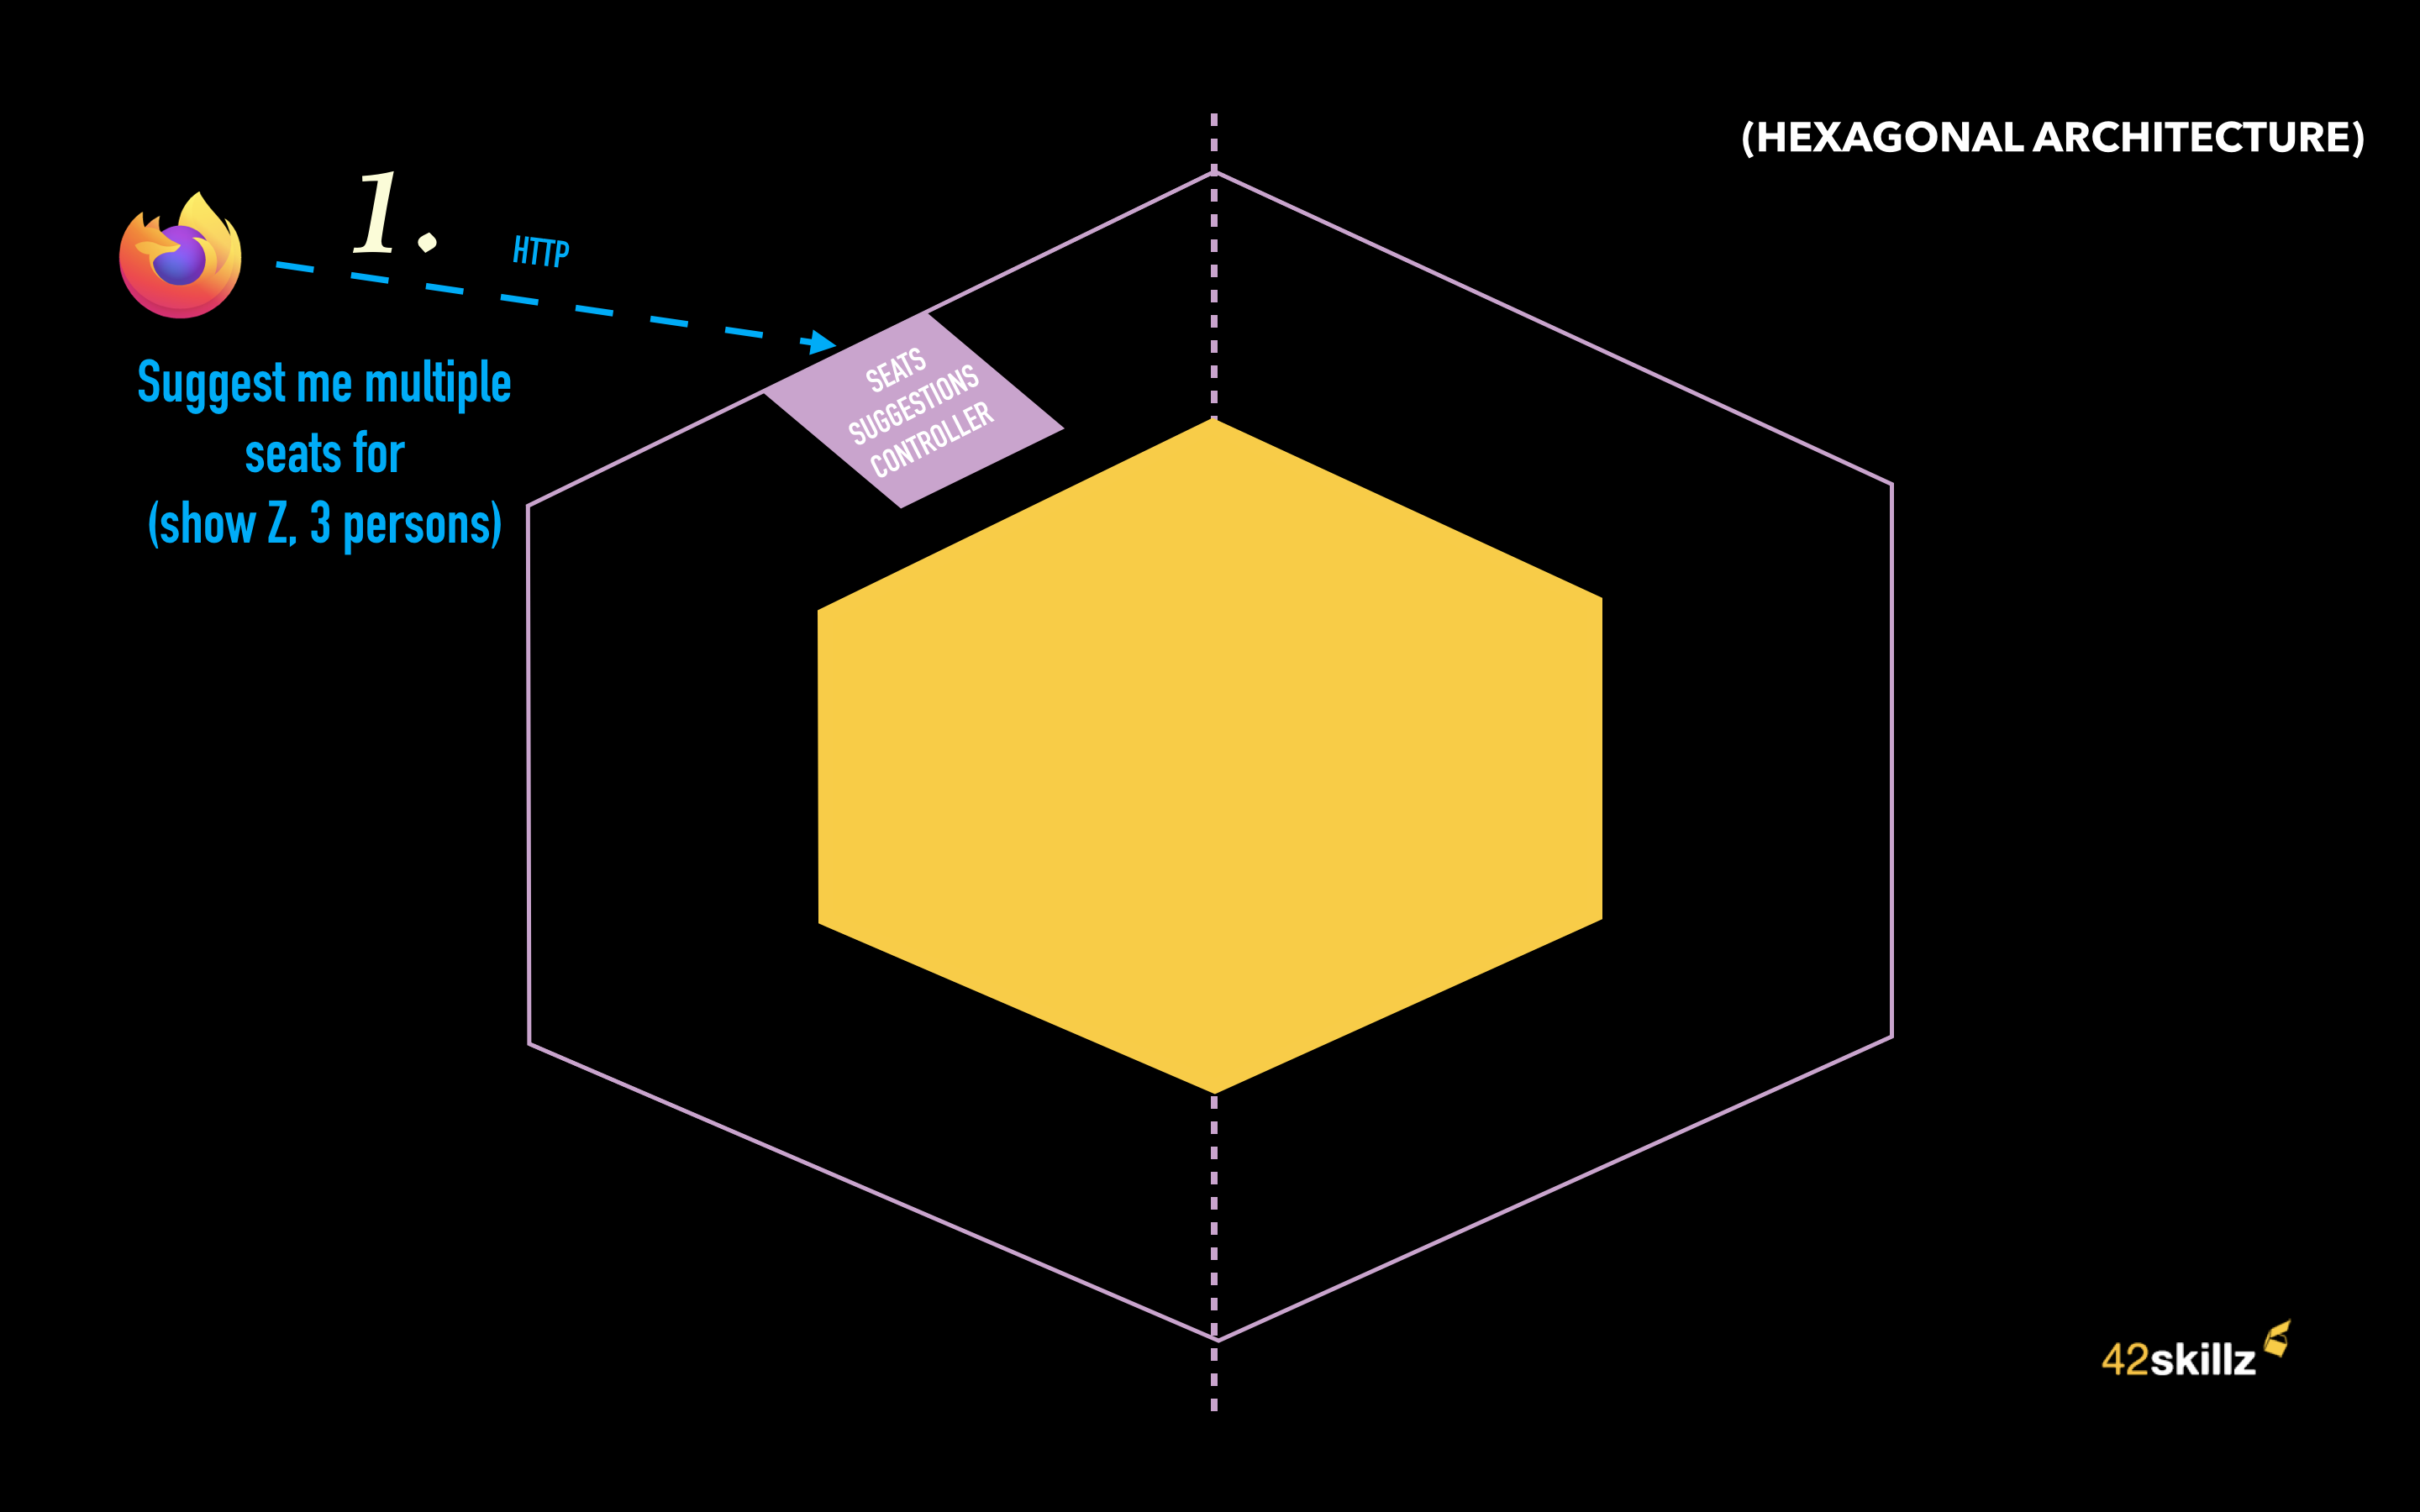 (HEXAGONAL ARCHITECTURE)
1.
HTTP
Suggest me multiple
seats for
(show Z, 3 persons)
SEATS
SUGGESTIONS
CONTROLLER
42skillz